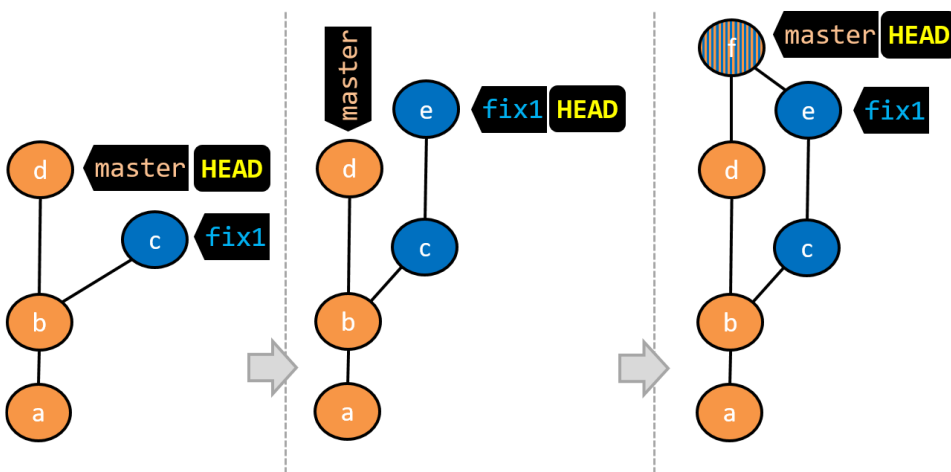 d master HEAD
c fix1
b
a
master
e fix1 HEAD
d
c
b
a
f master HEAD
e fix1
d
c
b
a